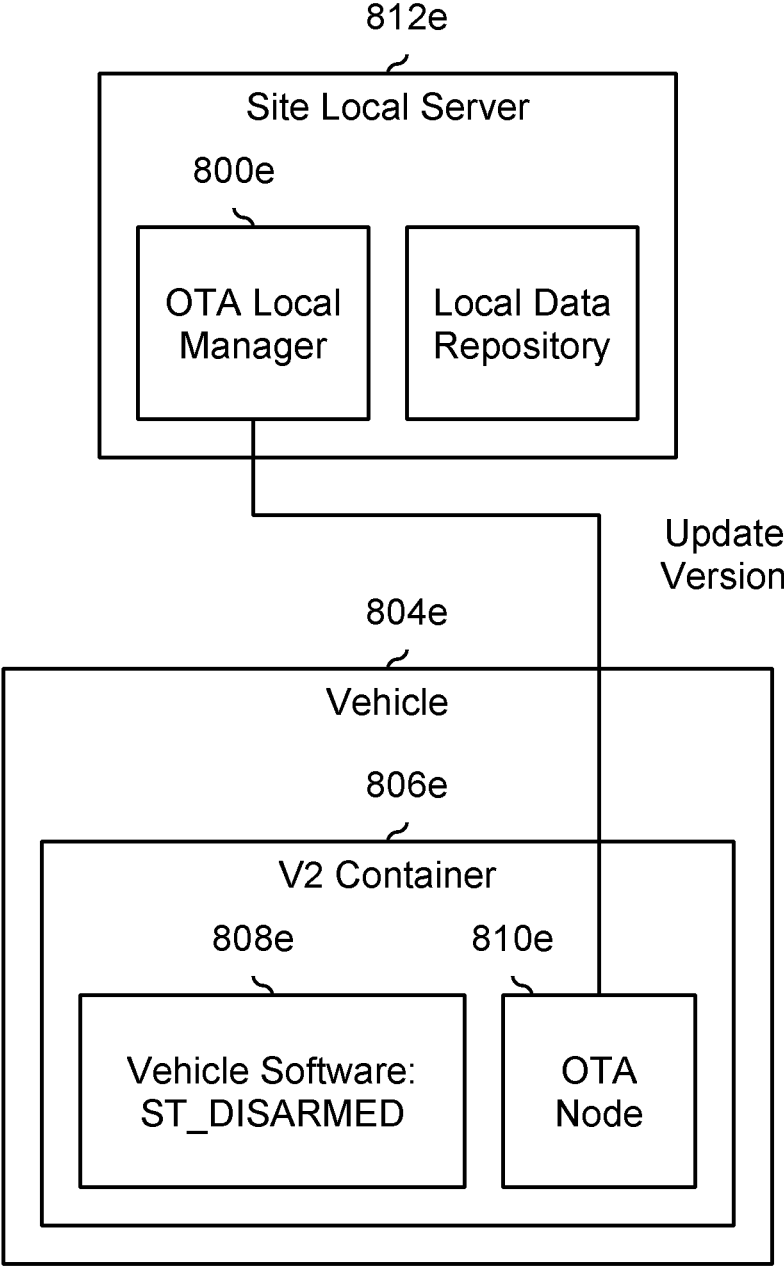 812e
Site Local Server
800e
OTA Local
Manager
Local Data
Repository
Update
Version
804e
Vehicle
806e
V2 Container
808e
810e
Vehicle Software:
ST_DISARMED
OTA
Node